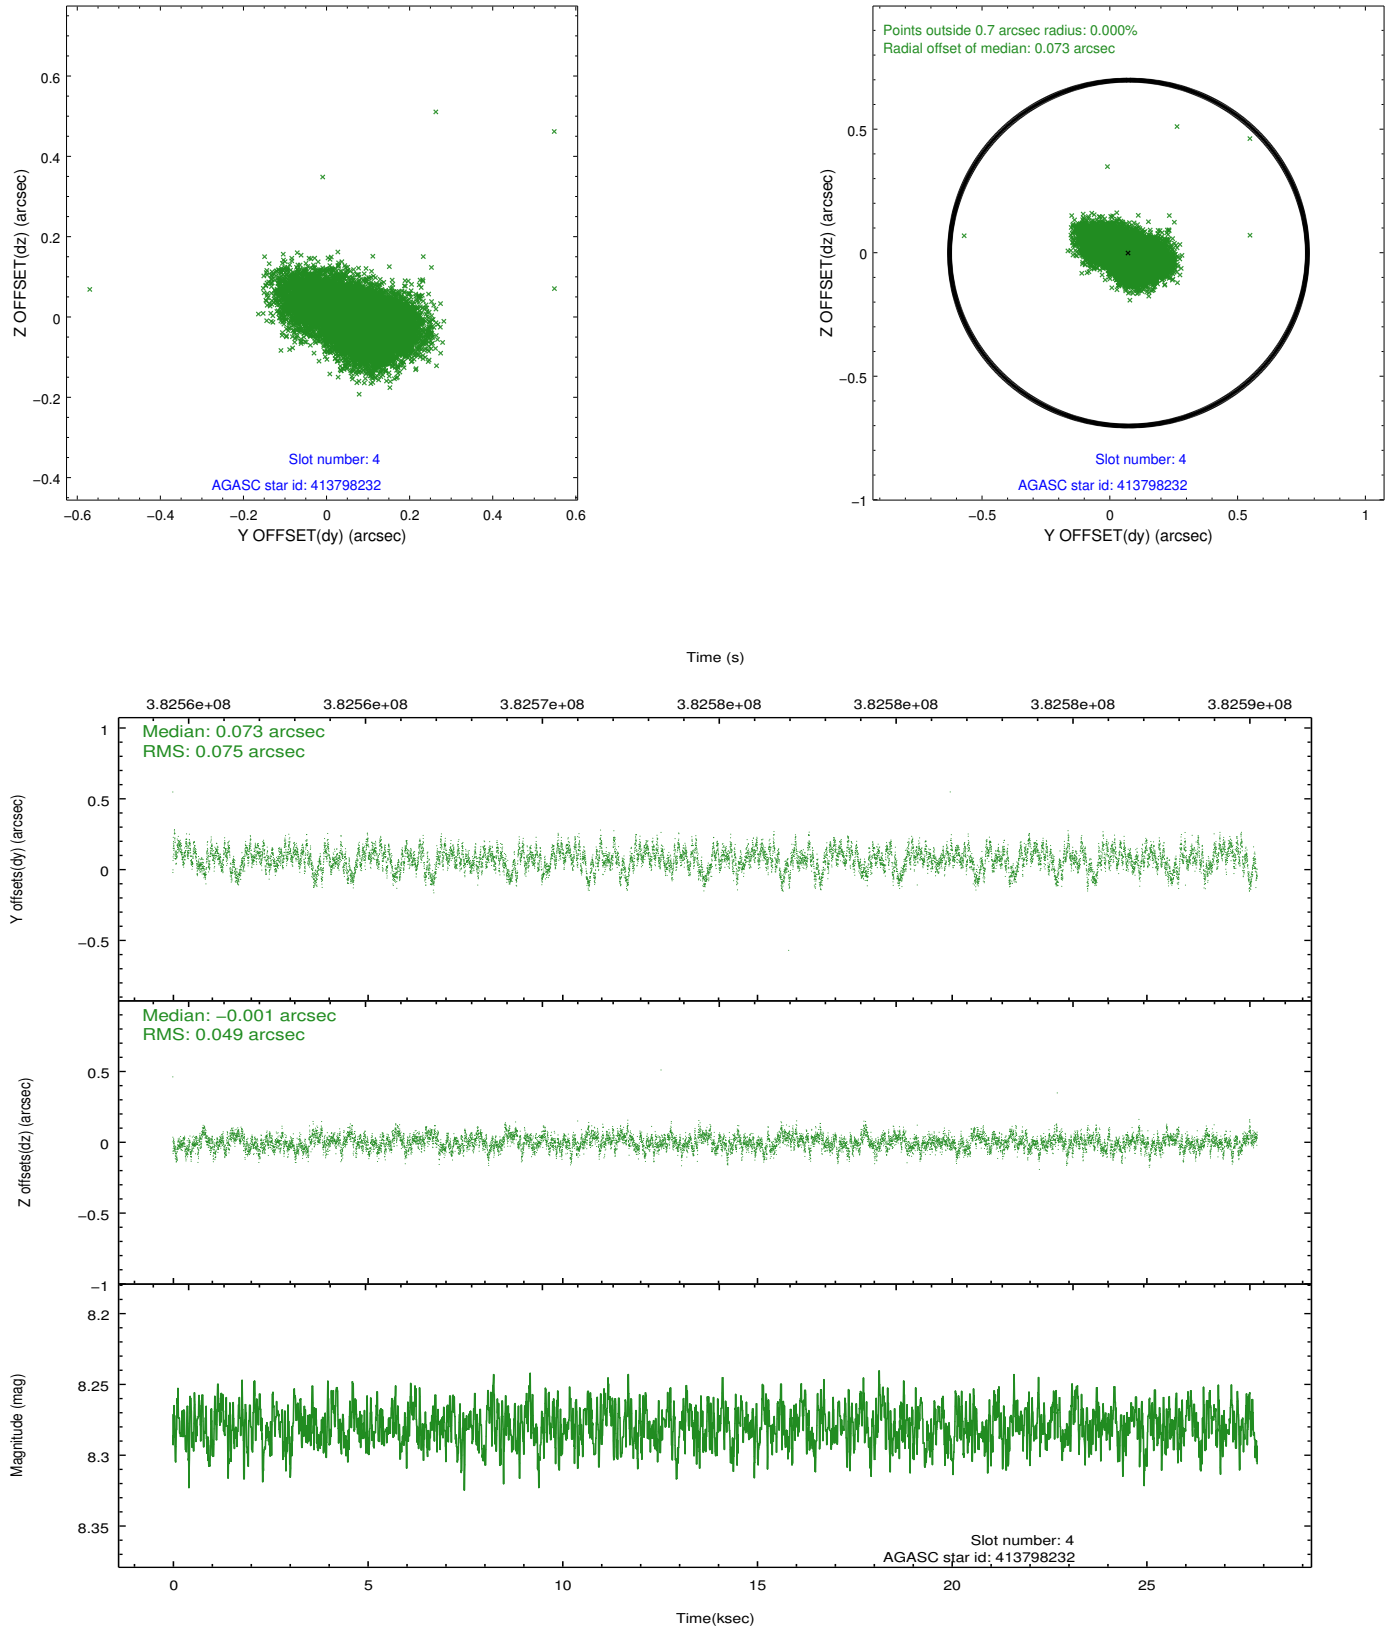 0.6
0.4
0.2
0
−0.2
−0.4
Z OFFSET(dz) (arcsec)
Slot number: 4
AGASC star id: 413798232
−0.6 −0.4 −0.2 0 0.2 0.4 0.6
Y OFFSET(dy) (arcsec)
Points outside 0.7 arcsec radius: 0.000%
Radial offset of median: 0.073 arcsec
0.5
0
−0.5
−1
Z OFFSET(dz) (arcsec)
Slot number: 4
AGASC star id: 413798232
−0.5 0 0.5 1
Y OFFSET(dy) (arcsec)
Time (s)
3.8256e+08 3.8256e+08 3.8257e+08 3.8258e+08 3.8258e+08 3.8258e+08 3.8259e+08
Median: 0.073 arcsec
RMS: 0.075 arcsec
1
0.5
0
−0.5
Y offsets(dy) (arcsec)
Median: −0.001 arcsec
RMS: 0.049 arcsec
0.5
0
−0.5
−1
Z offsets(dz) (arcsec)
8.2
8.25
8.3
8.35
Magnitude (mag)
Slot number: 4
AGASC star id: 413798232
0 5 10 15 20 25
Time(ksec)